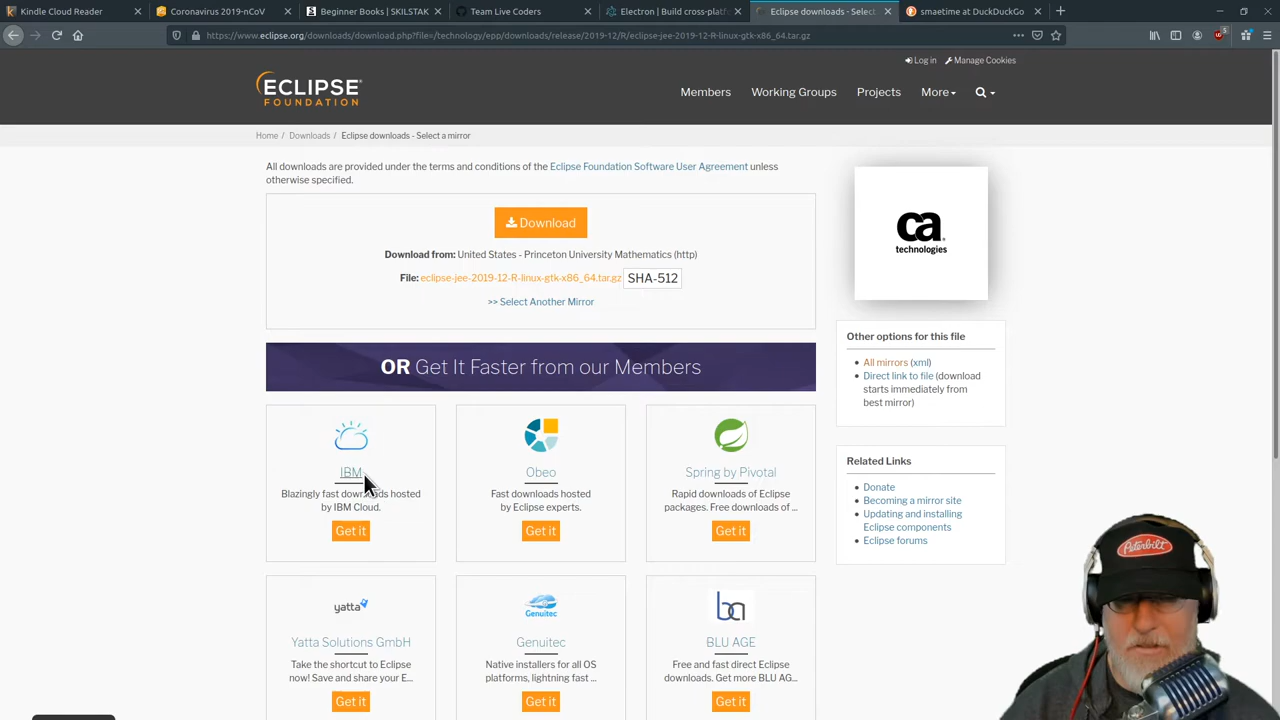 Kindle Cloud Reader
Coronavirus 2019-nCoV
Beginner Books | SKILSTAK
Team Live Coders
Electron | Build cross-platf
Eclipse downloads - Select
smaetime at DuckDuckGo
https://www.eclipse.org/downloads/download.php?file=/technology/epp/downloads/release/2019-12/R/eclipse-jee-2019-12-R-linux-gtk-x86_64.tar.gz
5
Log in
Manage Cookies
ECLIPSE
FOUNDATION
Members
Working Groups
Projects
More
Home / Downloads / Eclipse downloads - Select a mirror
All downloads are provided under the terms and conditions of the Eclipse Foundation Software User Agreement unless
otherwise specified.
Download
Download from: United States - Princeton University Mathematics (http)
File: eclipse-jee-2019-12-R-linux-gtk-x86_64.tar.gz SHA-512
>> Select Another Mirror
OR Get It Faster from our Members
IBM
Blazingly fast downloads hosted
by IBM Cloud.
Get it
Obeo
Fast downloads hosted
by Eclipse experts.
Get it
Spring by Pivotal
Rapid downloads of Eclipse
packages. Free downloads of ...
Get it
yatta
Yatta Solutions GmbH
Take the shortcut to Eclipse
now! Save and share your E...
Get it
Genuitec
Genuitec
Native installers for all OS
platforms, lightning fast ...
Get it
ba
BLU AGE
Free and fast direct Eclipse
downloads. Get more BLU AG...
Get it
ca
technologies
Other options for this file
All mirrors (xml)
Direct link to file (download
starts immediately from
best mirror)
Related Links
Donate
Becoming a mirror site
Updating and installing
Eclipse components
Eclipse forums
Peterbilt